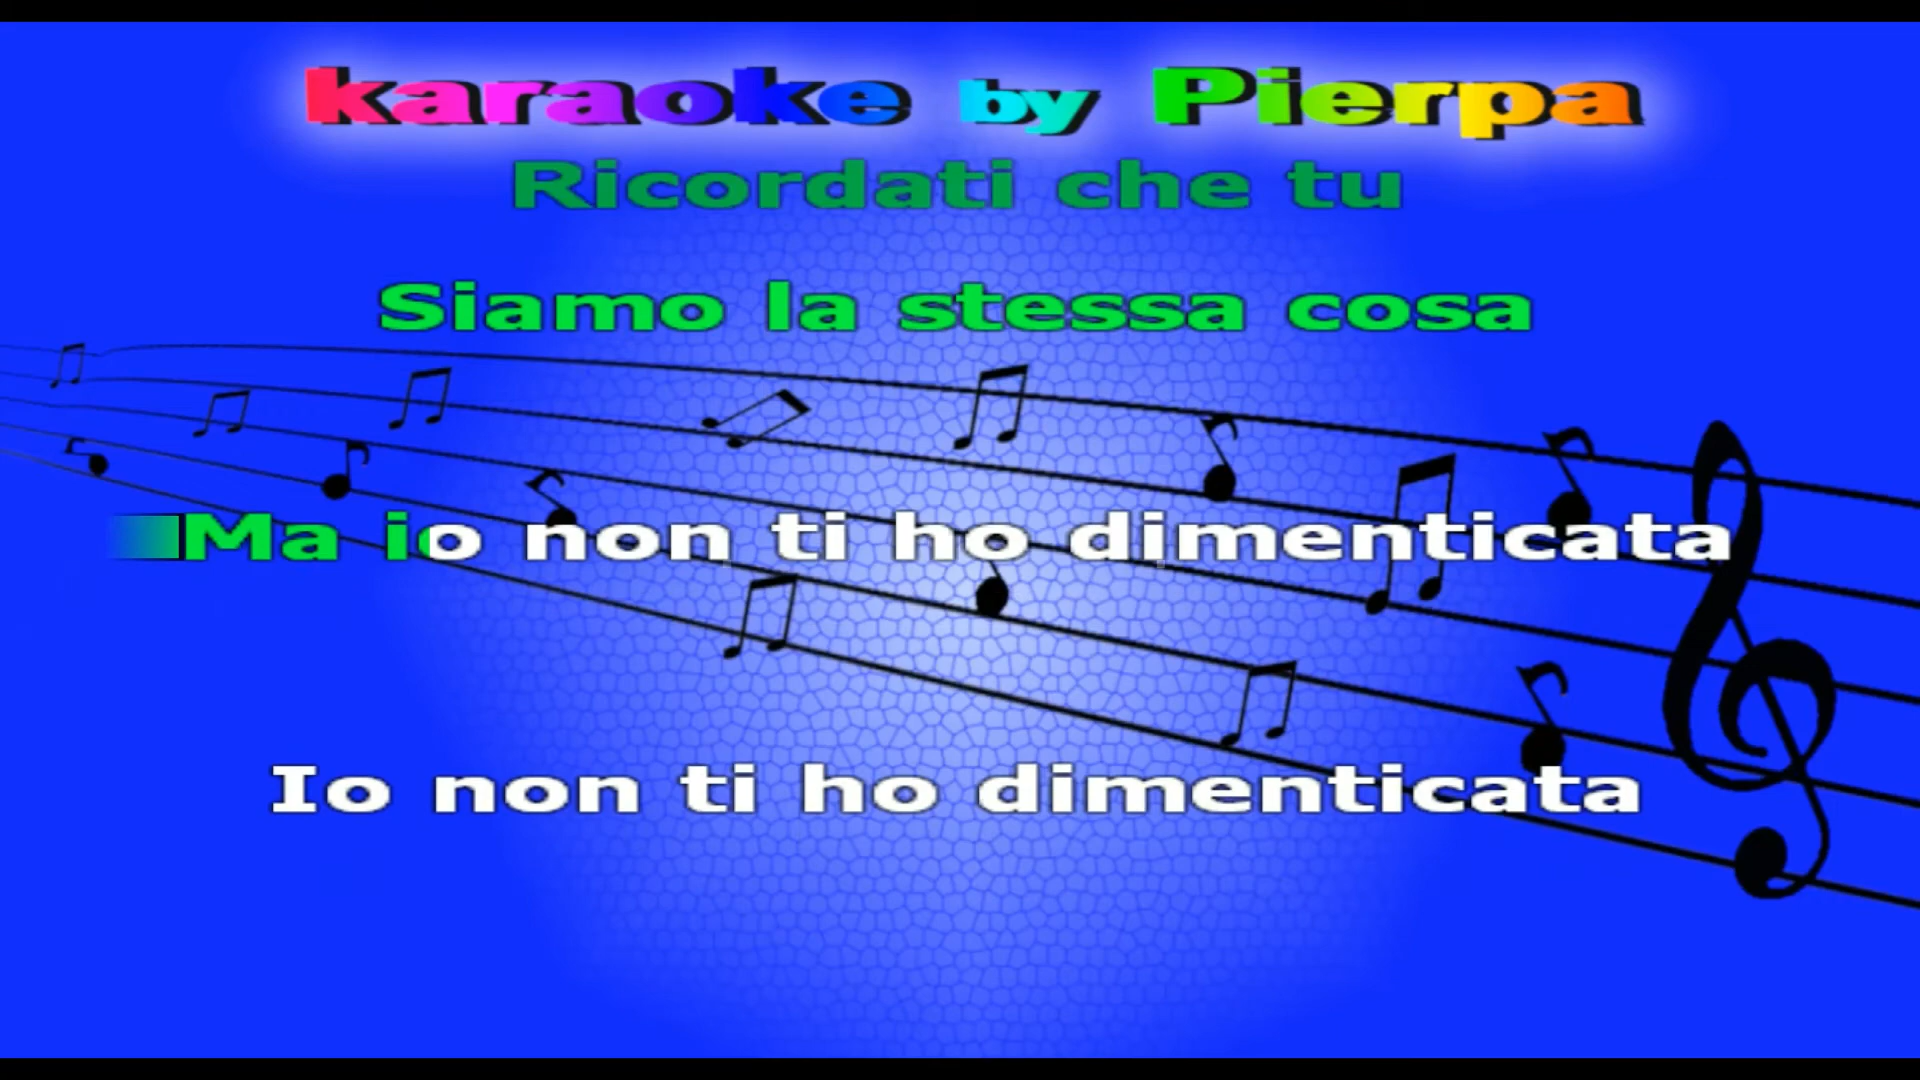 karaoke by Pierpa
Ricordati che tu
Siamo la stessa cosa
Ma io non ti ho dimenticata
Io non ti ho dimenticata